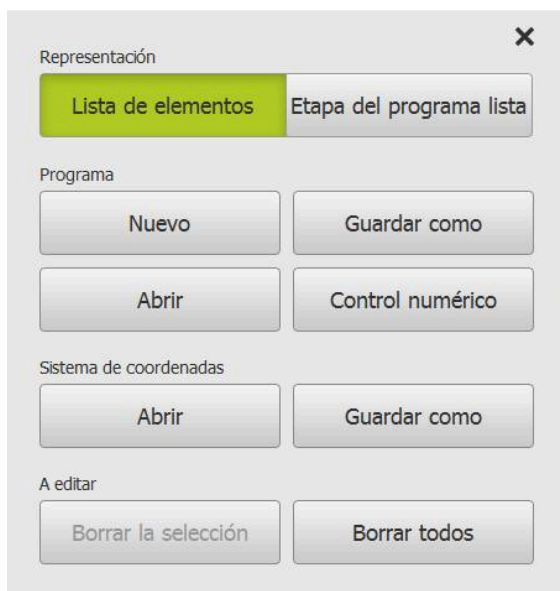 Representación
Lista de elementos
Etapa del programa lista
Programa
Nuevo
Guardar como
Abrir
Control numérico
Sistema de coordenadas
Abrir
Guardar como
A editar
Borrar la selección
Borrar todos